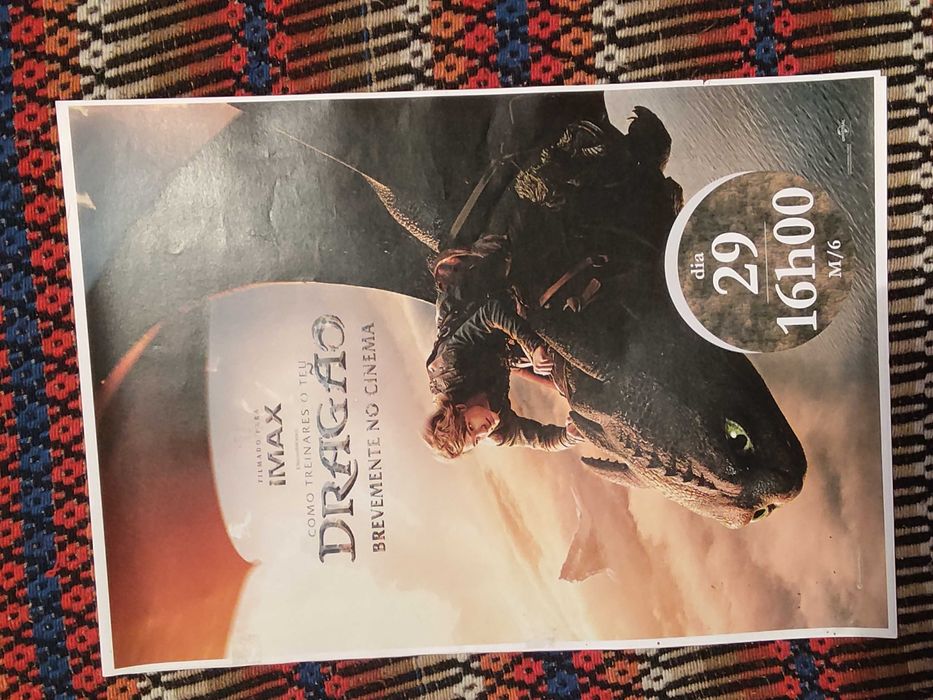 FILMADO PARA
IMAX
COMO TREINARES O TEU
DRAGÃO
BREVEMENTE NO CINEMA
dia
29
16h00
M/6